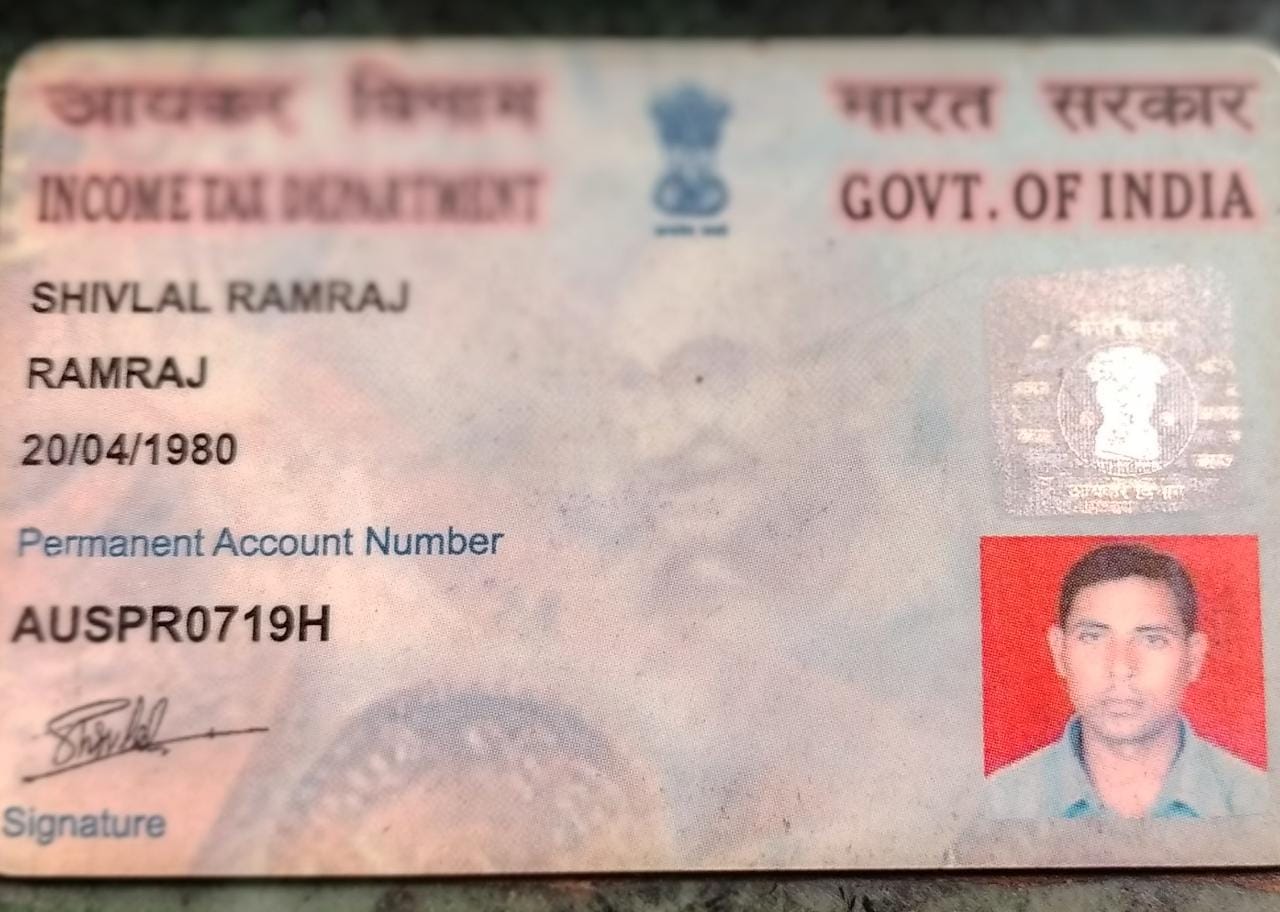 आयकर विभाग
INCOME TAX DEPARTMENT
भारत सरकार
GOVT. OF INDIA
SHIVLAL RAMRAJ
RAMRAJ
20/04/1980
Permanent Account Number
AUSPR0719H
Shivlal
Signature